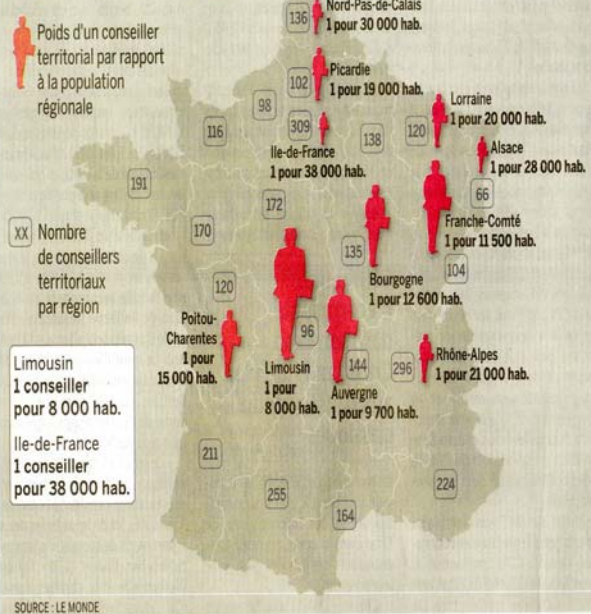 Poids d'un conseiller
territorial par rapport
à la population
régionale
136
Nord-Pas-de-Calais
1 pour 30 000 hab.
102
Picardie
1 pour 19 000 hab.
98
116
309
Ile-de-France
1 pour 38 000 hab.
138
120
Lorraine
1 pour 20 000 hab.
Alsace
1 pour 28 000 hab.
66
191
172
170
XX Nombre
de conseillers
territoriaux
par région
Franche-Comté
1 pour 11 500 hab.
104
135
Bourgogne
1 pour 12 600 hab.
120
Poitou-
Charentes
1 pour
15 000 hab.
96
Limousin
1 pour
8 000 hab.
144
Auvergne
1 pour 9 700 hab.
296
Rhône-Alpes
1 pour 21 000 hab.
Limousin
1 conseiller
pour 8 000 hab.
Ile-de-France
1 conseiller
pour 38 000 hab.
211
255
164
224
SOURCE : LE MONDE